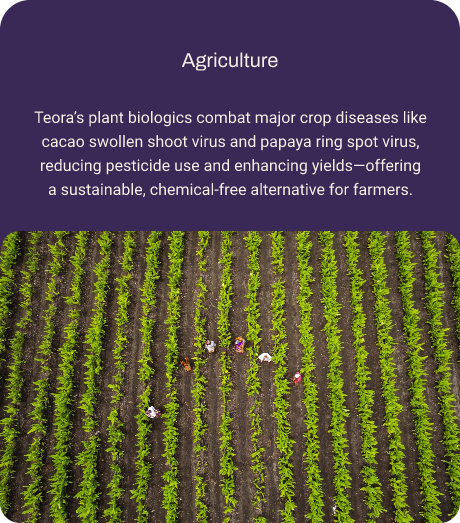 Agriculture
Teora’s plant biologics combat major crop diseases like
cacao swollen shoot virus and papaya ring spot virus,
reducing pesticide use and enhancing yields—offering
a sustainable, chemical-free alternative for farmers.